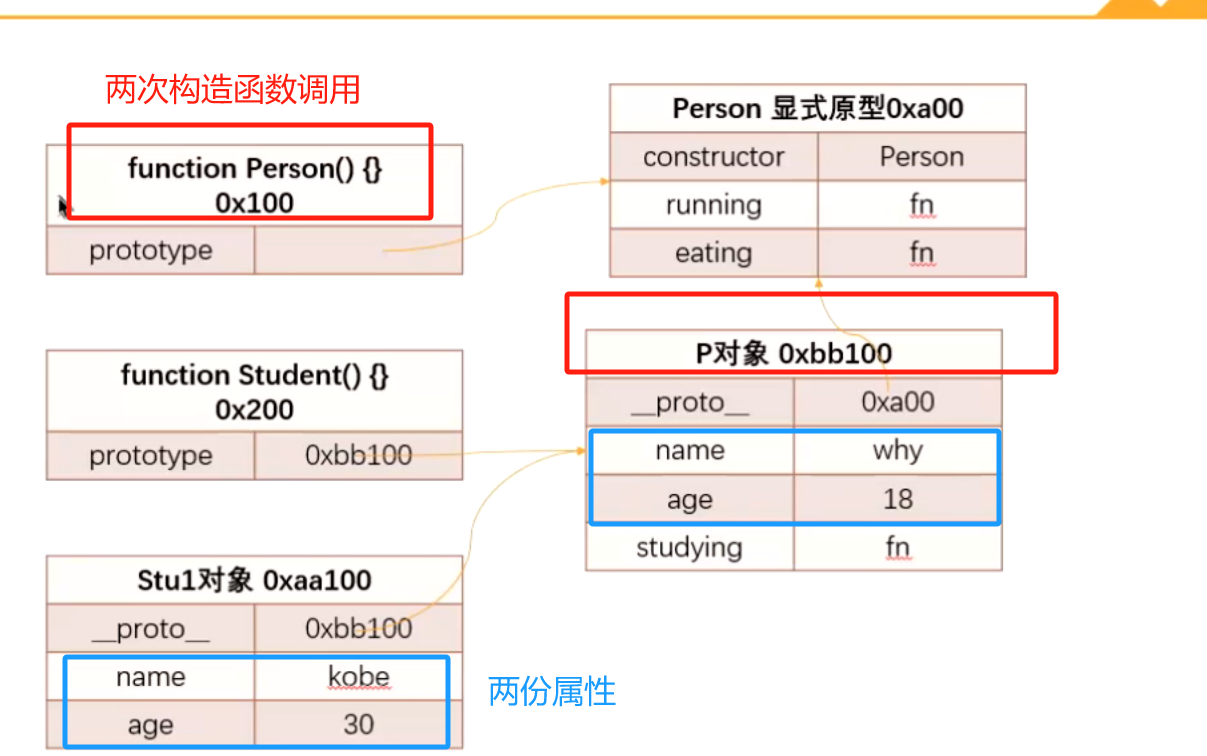 两次构造函数调用
function Person() {}
0x100
prototype
Person 显式原型0xa00
constructor Person
running fn
eating fn
function Student() {}
0x200
prototype 0xbb100
P对象 0xbb100
__proto__ 0xa00
name why
age 18
studying fn
Stu1对象 0xaa100
__proto__ 0xbb100
name kobe
age 30
两份属性